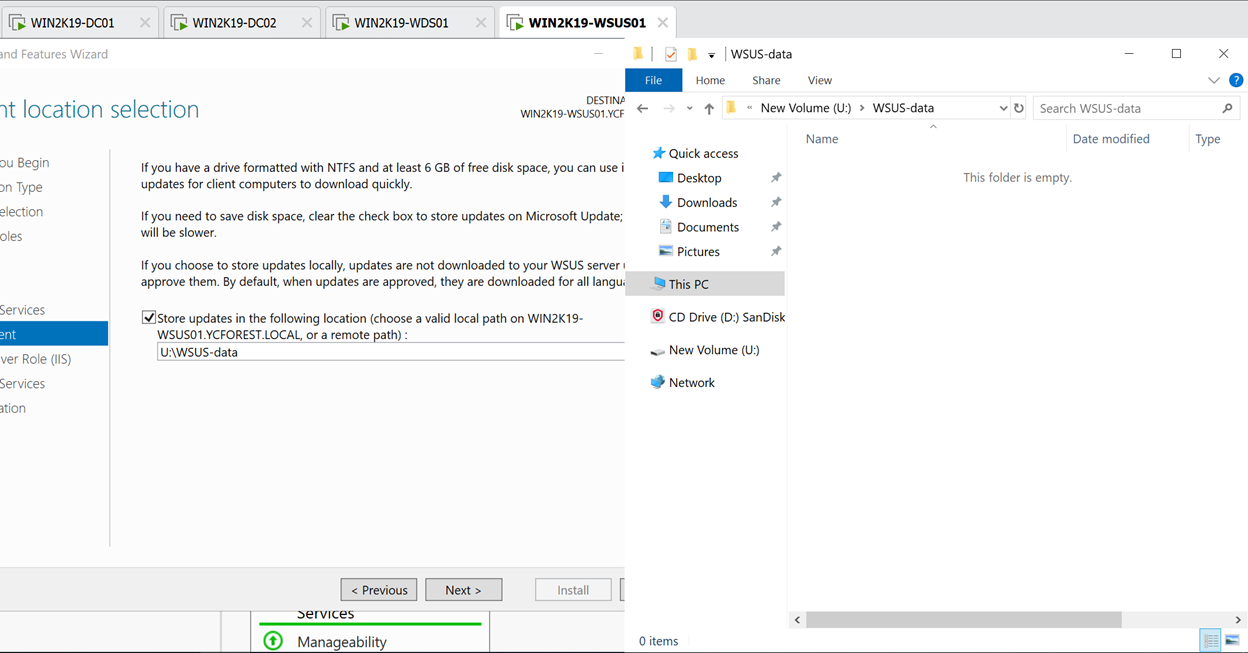 WIN2K19-DC01
WIN2K19-DC02
WIN2K19-WDS01
WIN2K19-WSUS01
and Features Wizard
nt location selection
DESTINA
WIN2K19-WSUS01.YCF
ou Begin
on Type
election
oles
Services
ent
ver Role (IIS)
Services
ation
If you have a drive formatted with NTFS and at least 6 GB of free disk space, you can use i
updates for client computers to download quickly.
If you need to save disk space, clear the check box to store updates on Microsoft Update;
will be slower.
If you choose to store updates locally, updates are not downloaded to your WSUS server u
approve them. By default, when updates are approved, they are downloaded for all langua
Store updates in the following location (choose a valid local path on WIN2K19-
WSUS01.YCFOREST.LOCAL, or a remote path) :
U:\WSUS-data
< Previous
Next >
Install
Services
Manageability
WSUS-data
File
Home
Share
View
« New Volume (U:) > WSUS-data
Search WSUS-data
Name
Date modified
Type
This folder is empty.
Quick access
Desktop
Downloads
Documents
Pictures
This PC
CD Drive (D:) SanDisk
New Volume (U:)
Network
0 items